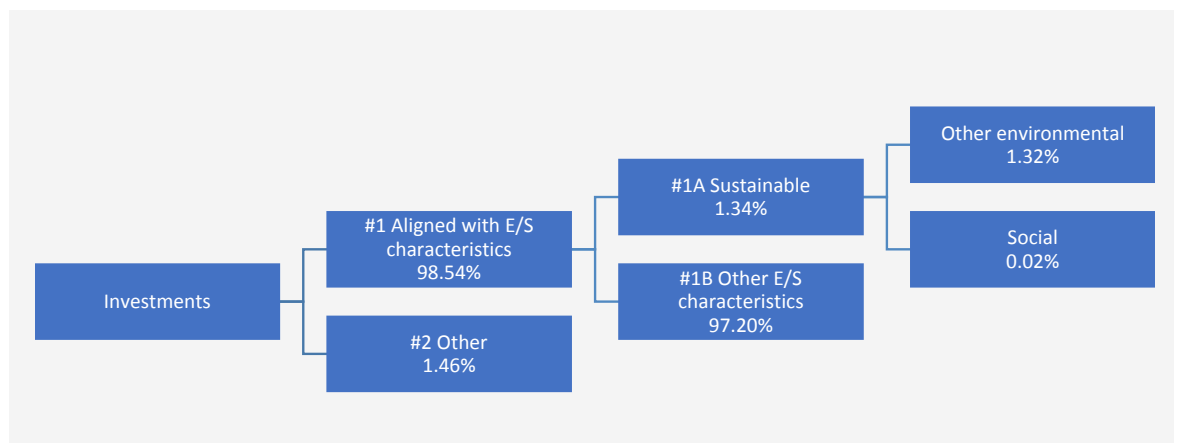 Investments
#1 Aligned with E/S
characteristics
98.54%
#2 Other
1.46%
#1A Sustainable
1.34%
#1B Other E/S
characteristics
97.20%
Other environmental
1.32%
Social
0.02%